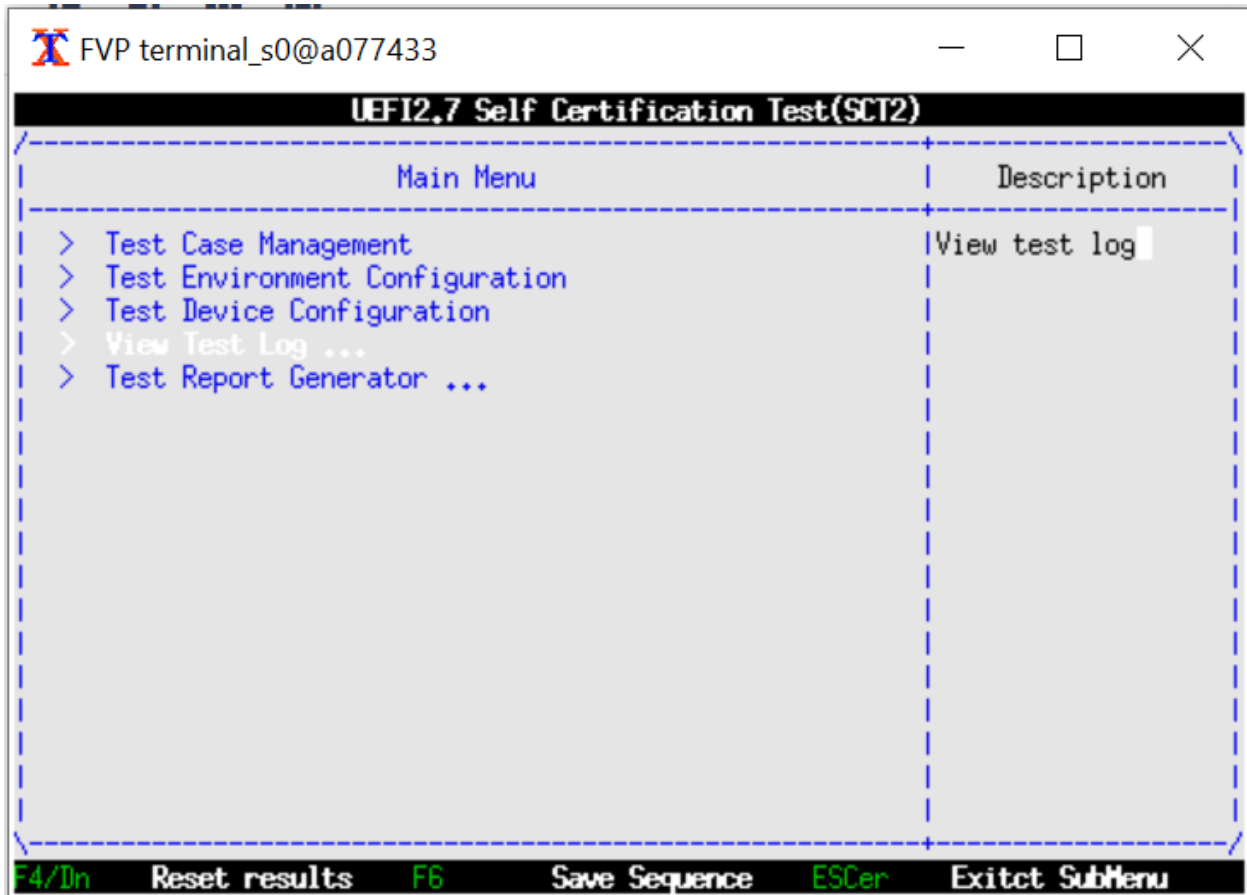 FVP terminal_s0@a077433
UEFI2.7 Self Certification Test(SCT2)
Main Menu
Description
> Test Case Management
> Test Environment Configuration
> Test Device Configuration
> View Test Log ...
> Test Report Generator ...
View test log
F4/Dn Reset results F6 Save Sequence ESCer Exitct SubMenu